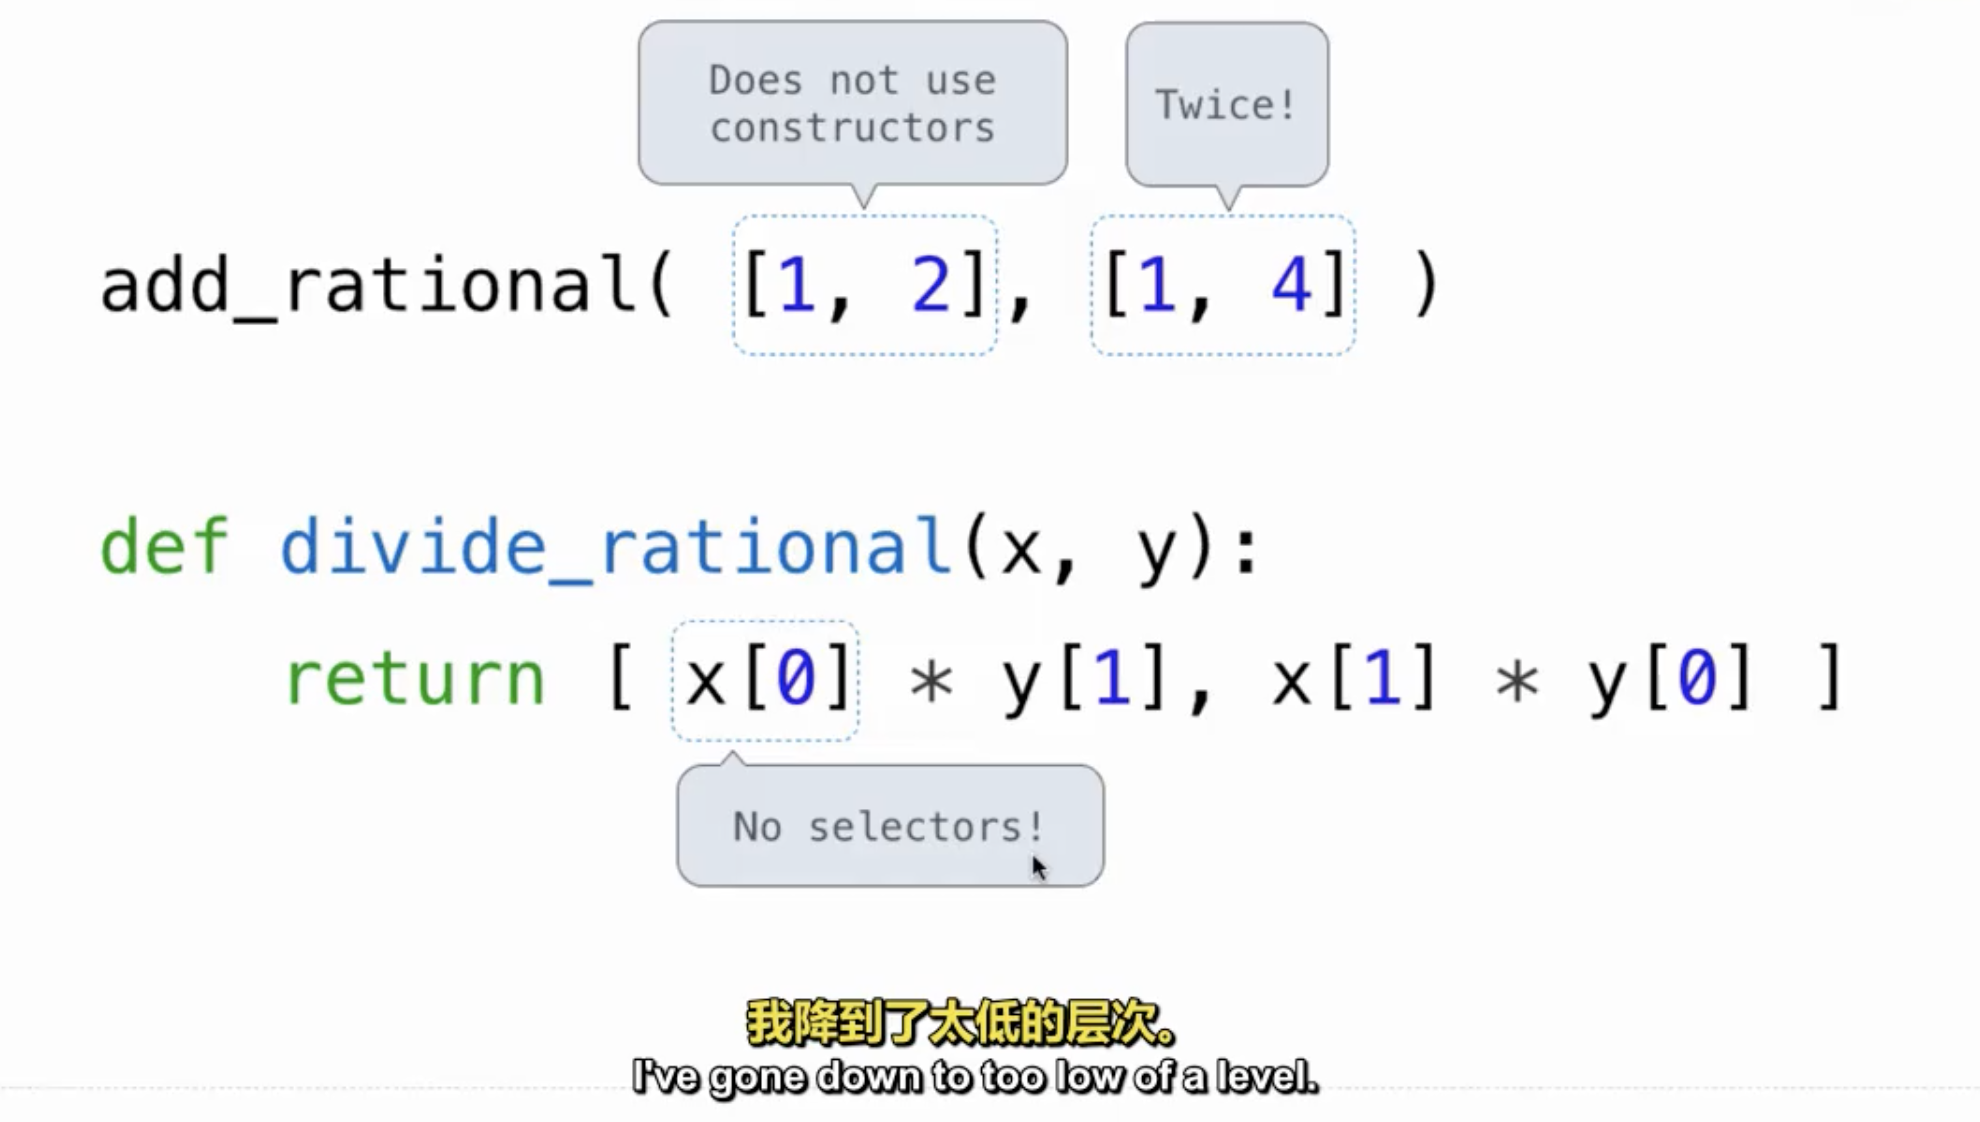 Does not use
constructors
Twice!
add_rational( [1, 2], [1, 4] )
def divide_rational(x, y):
return [ x[0] * y[1], x[1] * y[0] ]
No selectors!
我降到了太低的层次。
I've gone down to too low of a level.